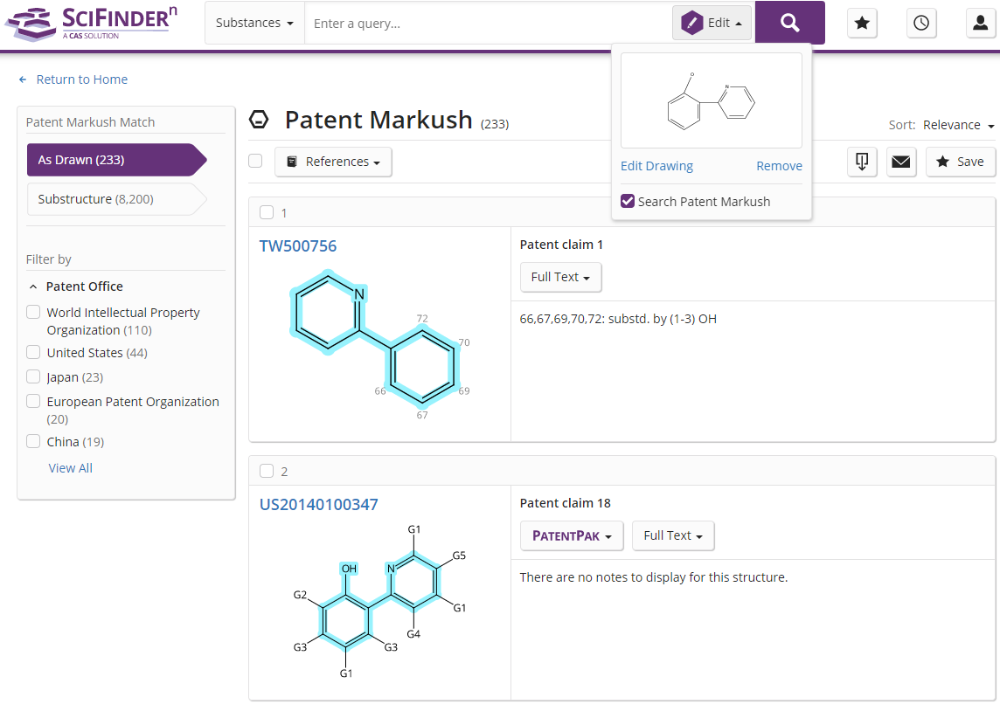 SCIFINDERⁿ
A CAS SOLUTION
Substances
Enter a query...
Edit
Return to Home
O
N
Edit Drawing
Remove
Search Patent Markush
Patent Markush Match
As Drawn (233)
Substructure (8,200)
Filter by
Patent Office
World Intellectual Property
Organization (110)
United States (44)
Japan (23)
European Patent Organization
(20)
China (19)
View All
Patent Markush (233)
Sort: Relevance
References
Save
1
TW500756
N
72
70
66
69
67
Patent claim 1
Full Text
66,67,69,70,72: substd. by (1-3) OH
2
US20140100347
G1
OH
N
G5
G2
G1
G4
G3
G3
G1
Patent claim 18
PATENTPAK
Full Text
There are no notes to display for this structure.